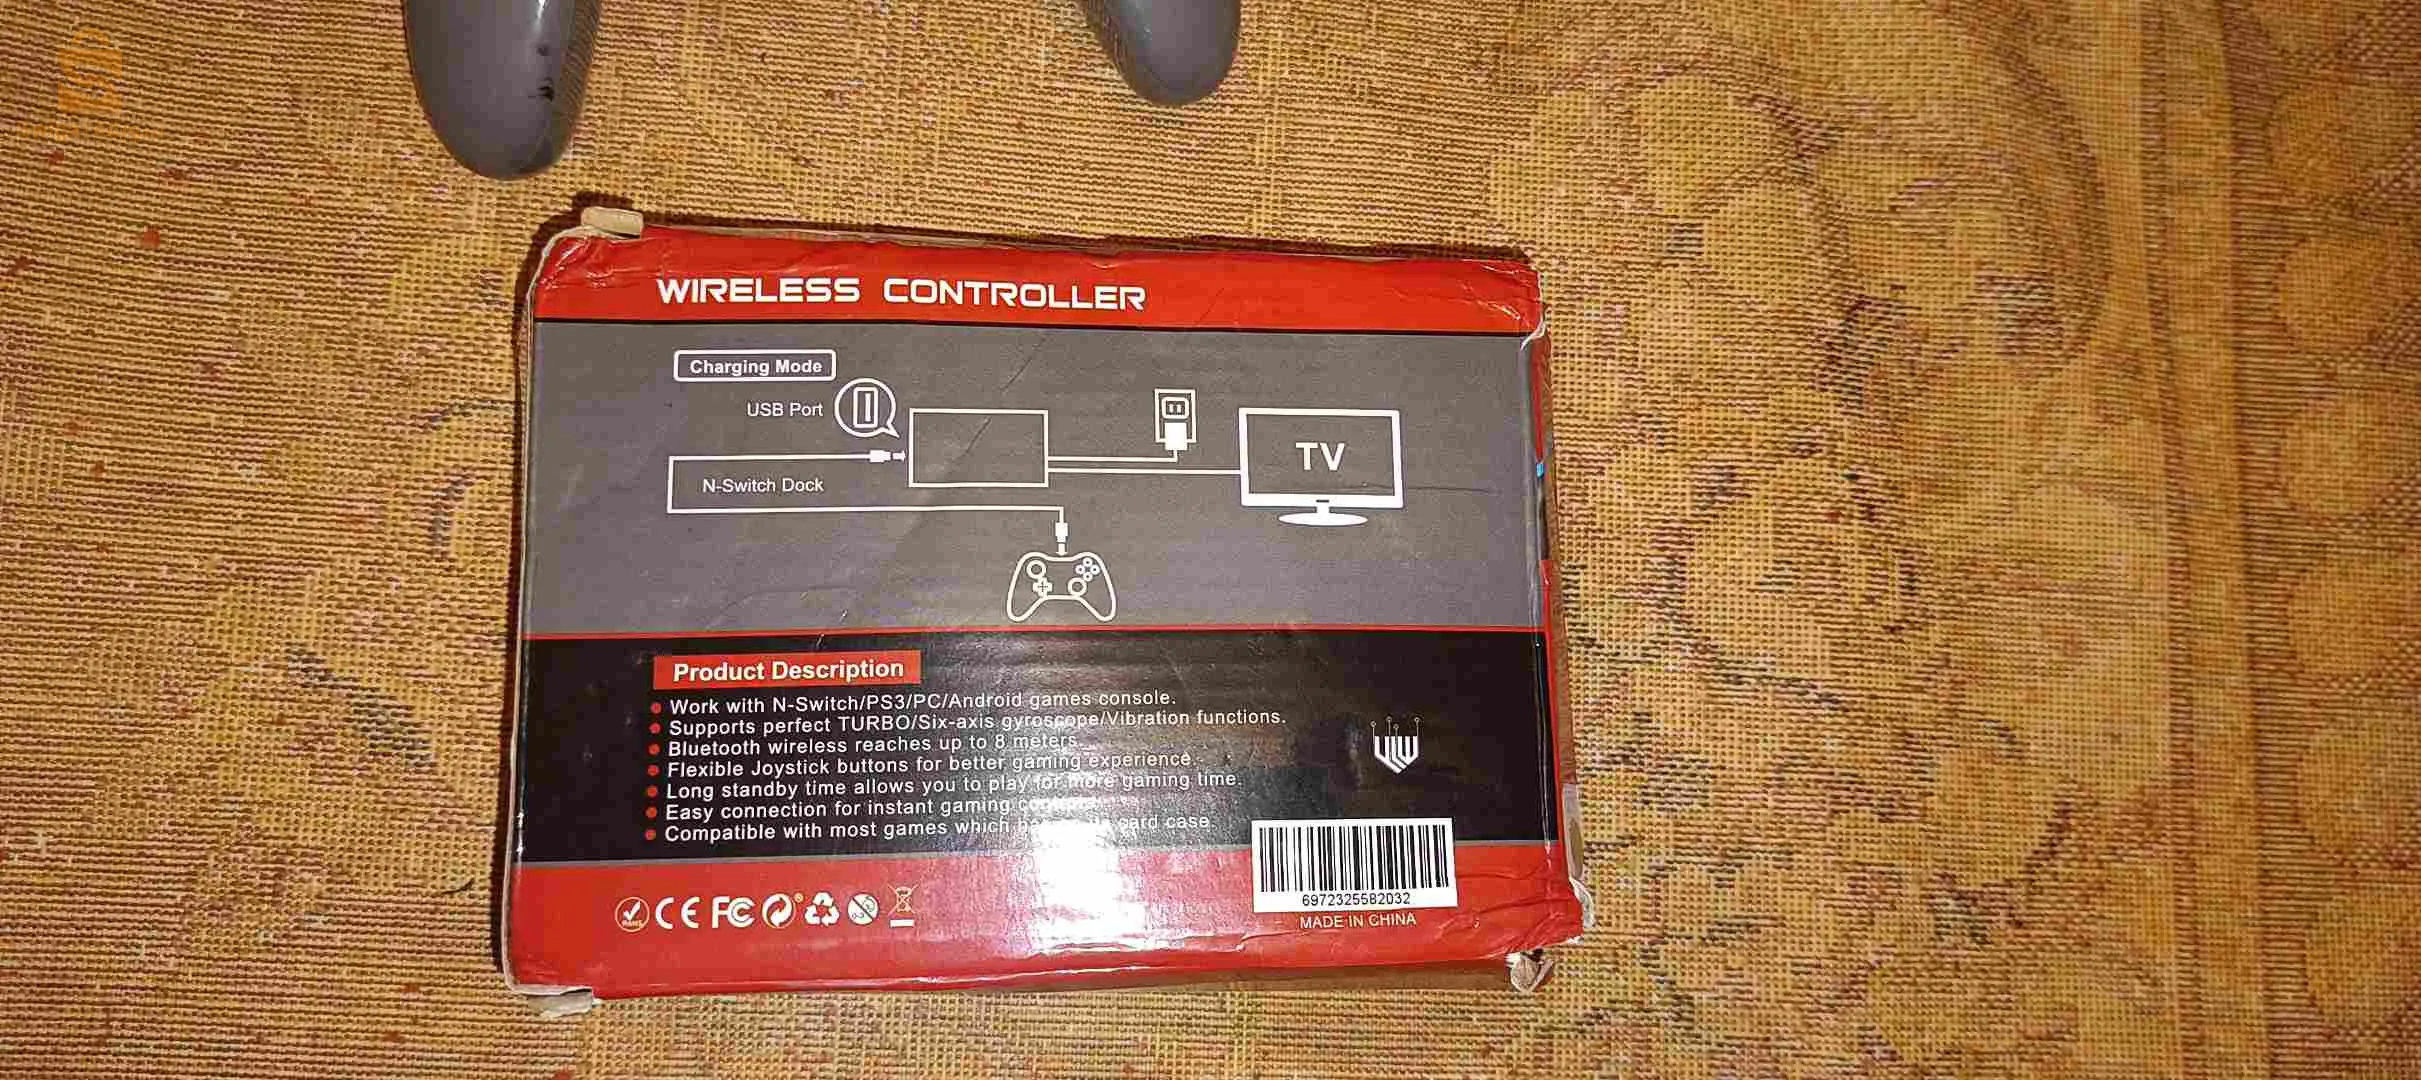 WIRELESS CONTROLLER
Charging Mode
USB Port
N-Switch Dock
TV
Product Description
Work with N-Switch/PS3/PC/Android games console.
Supports perfect TURBO/Six-axis gyroscope/Vibration functions.
Bluetooth wireless reaches up to 8 meters
Flexible Joystick buttons for better gaming experience.
Long standby time allows you to play for more gaming time.
Easy connection for instant gaming
Compatible with most games which card case.
CE FC
6972325582032
MADE IN CHINA